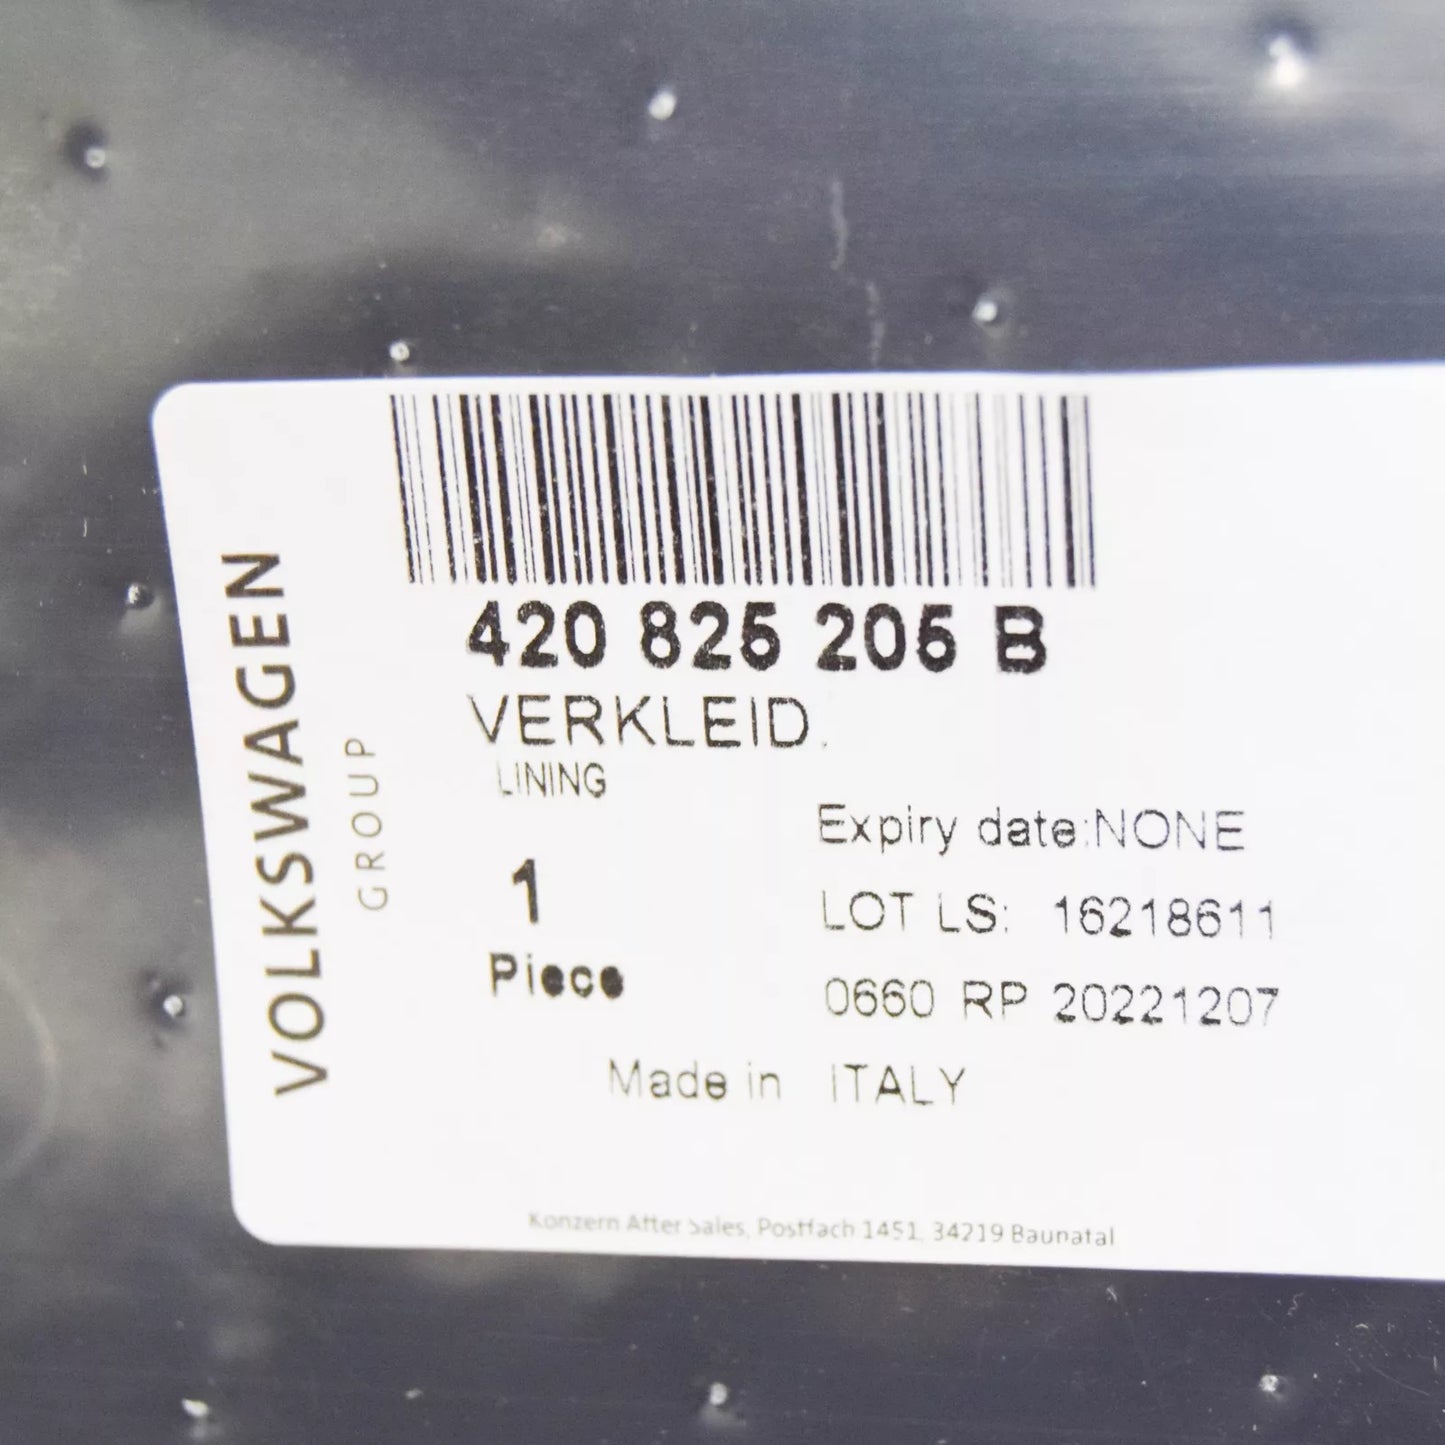 VOLKSWAGEN
GROUP
420 825 205 B
VERKLEID.
LINING
1
Piece
Expiry date:NONE
LOT LS: 16218611
0660 RP 20221207
Made in ITALY
Konzern After Sales, Postfach 1451, 34219 Baunatal